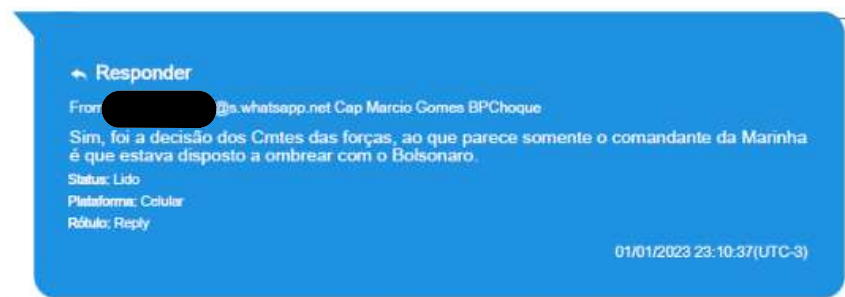 Responder
From @s.whatsapp.net Cap Marcio Gomes BPChoque
Sim, foi a decisão dos Cmtes das forças, ao que parece somente o comandante da Marinha
é que estava disposto a ombrear com o Bolsonaro.
Status: Lido
Plataforma: Celular
Rótulo: Reply
01/01/2023 23:10:37(UTC-3)